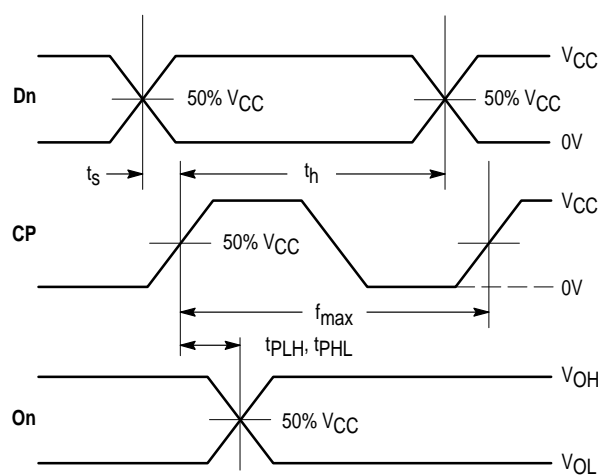 VCC
Dn 50% VCC 50% VCC
0V
ts th
VCC
CP 50% VCC
0V
fmax
tPLH, tPHL
VOH
On 50% VCC
VOL